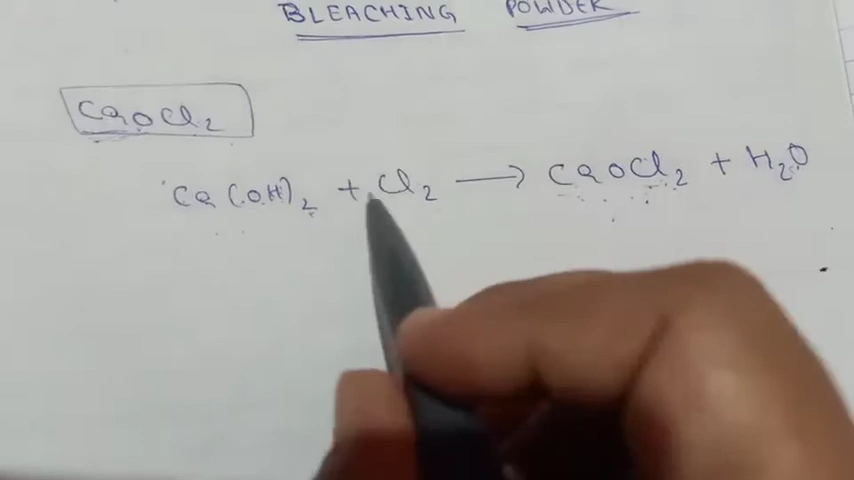 BLEACHING POWDER
CaOCl2
Ca(OH)2 + Cl2 ⟶ CaOCl2 + H2O